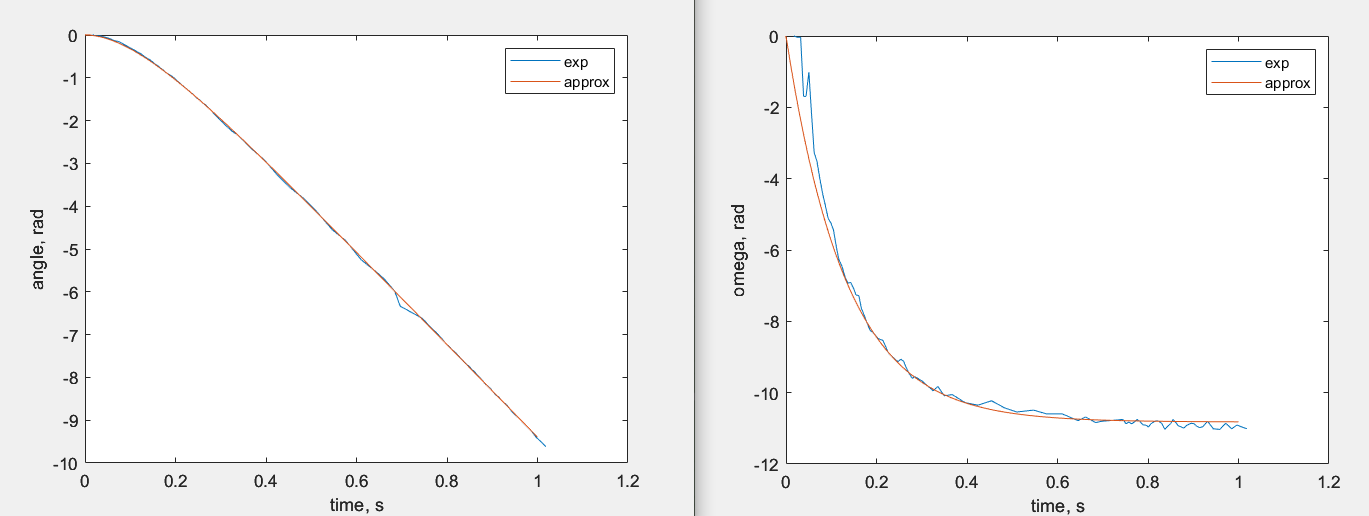 exp
approx
0
-1
-2
-3
-4
-5
-6
-7
-8
-9
-10
angle, rad
0 0.2 0.4 0.6 0.8 1 1.2
time, s
exp
approx
0
-2
-4
-6
-8
-10
-12
omega, rad
0 0.2 0.4 0.6 0.8 1 1.2
time, s